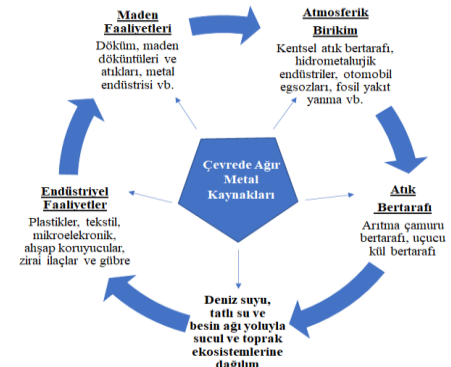 Maden
Faaliyetleri
Döküm, maden
döküntüleri ve
atıkları, metal
endüstrisi vb.
Atmosferik
Birikim
Kentsel atık bertarafı,
hidrometalurjik
endüstriler, otomobil
egsozları, fosil yakıt
yanma vb.
Çevrede Ağır
Metal
Kaynakları
Endüstriyel
Faaliyetler
Plastikler, tekstil,
mikroelekronik,
ahşap koruyucular,
zirai ilaçlar ve gübre
Atık
Bertarafı
Arıtma çamuru
bertarafı, uçucu
kül bertarafı
Deniz suyu,
tatlı su ve
besin ağı yoluyla
sucul ve toprak
ekosistemlerine
dağılım